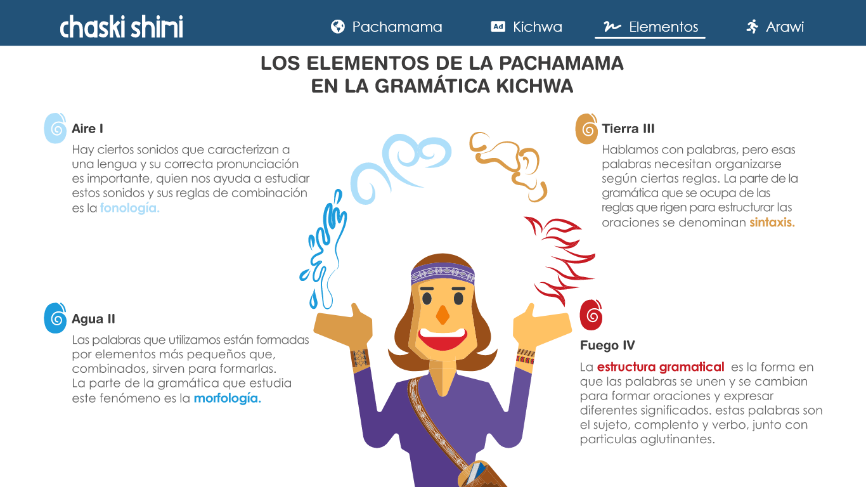 chaski shimi
Pachamama
Ad Kichwa
Elementos
Arawi
LOS ELEMENTOS DE LA PACHAMAMA
EN LA GRAMÁTICA KICHWA
Aire I
Hay ciertos sonidos que caracterizan a
una lengua y su correcta pronunciación
es importante, quien nos ayuda a estudiar
estos sonidos y sus reglas de combinación
es la fonología.
Tierra III
Hablamos con palabras, pero esas
palabras necesitan organizarse
según ciertas reglas. La parte de la
gramática que se ocupa de las
reglas que rigen para estructurar las
oraciones se denominan sintaxis.
Agua II
Las palabras que utilizamos están formadas
por elementos más pequeños que,
combinados, sirven para formarlas.
La parte de la gramática que estudia
este fenómeno es la morfología.
Fuego IV
La estructura gramatical es la forma en
que las palabras se unen y se cambian
para formar oraciones y expresar
diferentes significados. estas palabras son
el sujeto, complento y verbo, junto con
particulas aglutinantes.